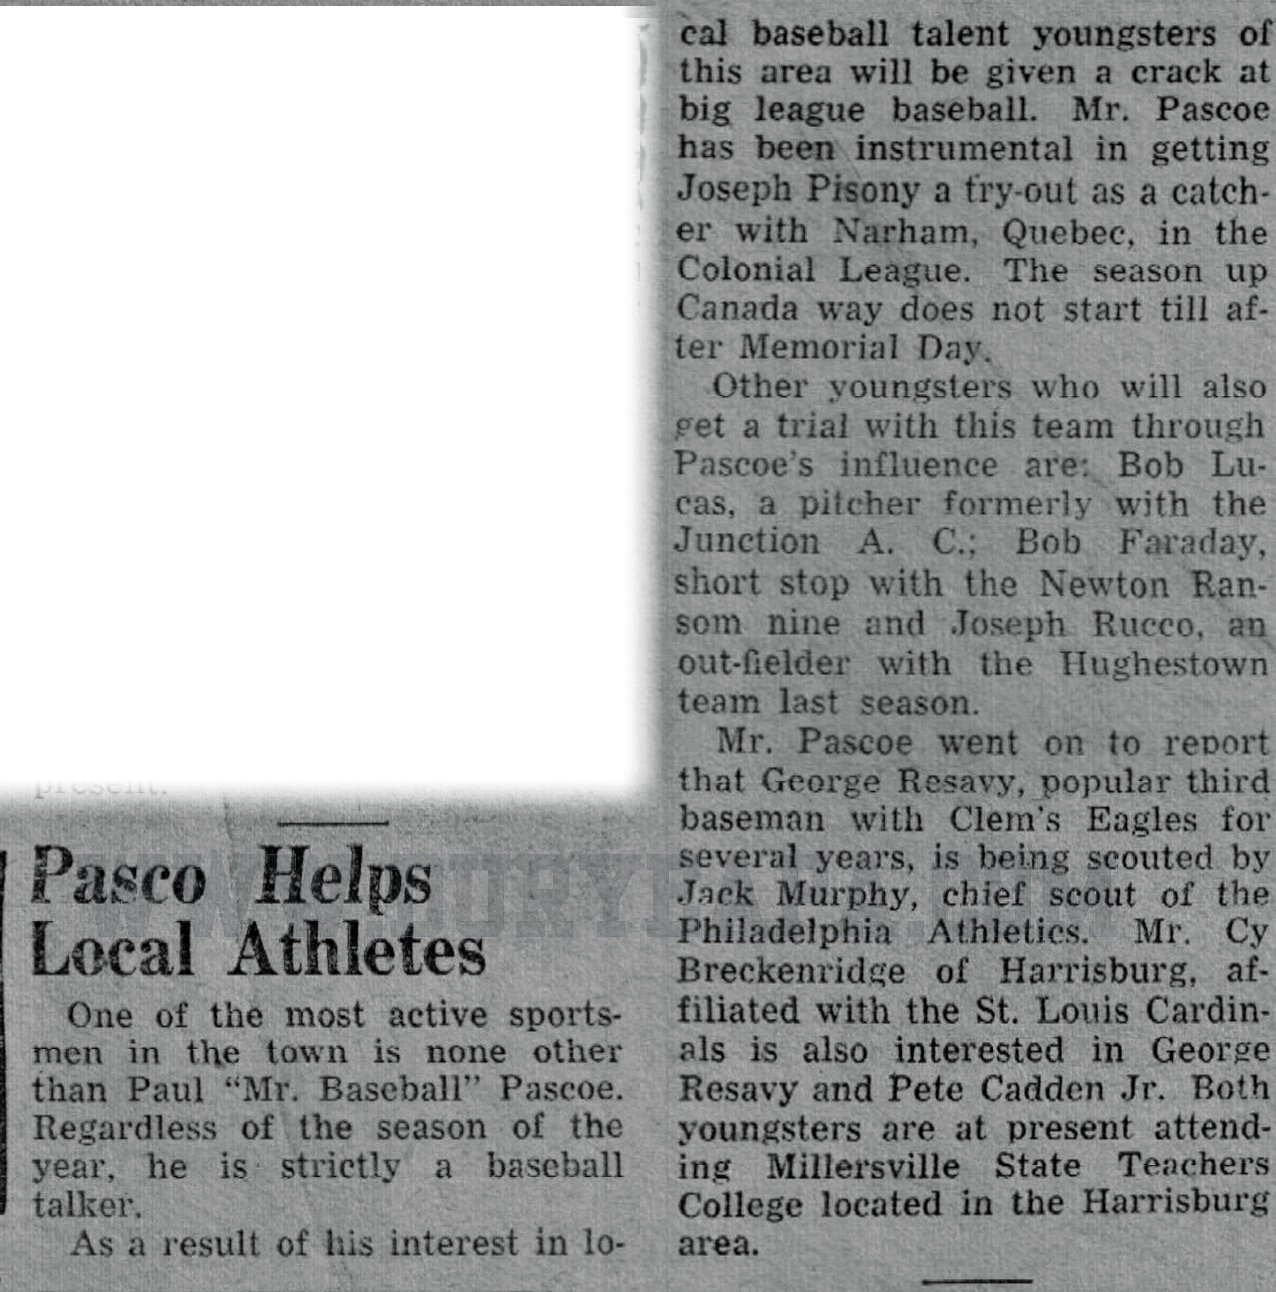 present.
Pasco Helps
Local Athletes
One of the most active sports-
men in the town is none other
than Paul “Mr. Baseball” Pascoe.
Regardless of the season of the
year, he is strictly a baseball
talker.
As a result of his interest in lo-
cal baseball talent youngsters of
this area will be given a crack at
big league baseball. Mr. Pascoe
has been instrumental in getting
Joseph Pisony a try-out as a catch-
er with Narham, Quebec, in the
Colonial League. The season up
Canada way does not start till af-
ter Memorial Day.
Other youngsters who will also
get a trial with this team through
Pascoe's influence are: Bob Lu-
cas, a pitcher formerly with the
Junction A. C.; Bob Faraday,
short stop with the Newton Ran-
som nine and Joseph Rucco, an
out-fielder with the Hughestown
team last season.
Mr. Pascoe went on to report
that George Resavy, popular third
baseman with Clem's Eagles for
several years, is being scouted by
Jack Murphy, chief scout of the
Philadelphia Athletics. Mr. Cy
Breckenridge of Harrisburg, af-
filiated with the St. Louis Cardin-
als is also interested in George
Resavy and Pete Cadden Jr. Both
youngsters are at present attend-
ing Millersville State Teachers
College located in the Harrisburg
area.